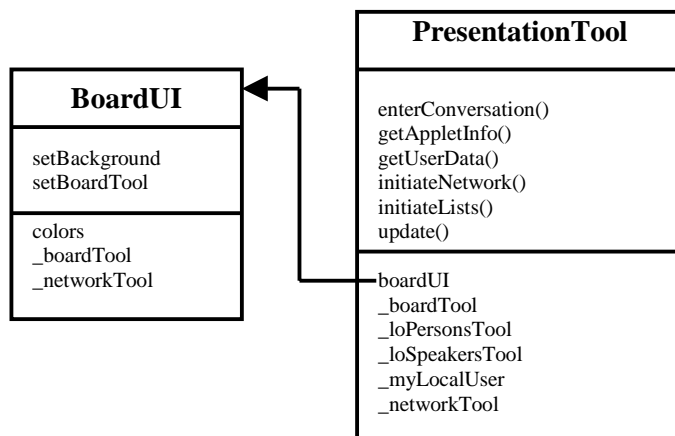 BoardUI
setBackground
setBoardTool
colors
_boardTool
_networkTool
PresentationTool
enterConversation()
getAppletInfo()
getUserData()
initiateNetwork()
initiateLists()
update()
boardUI
_boardTool
_loPersonsTool
_loSpeakersTool
_myLocalUser
_networkTool